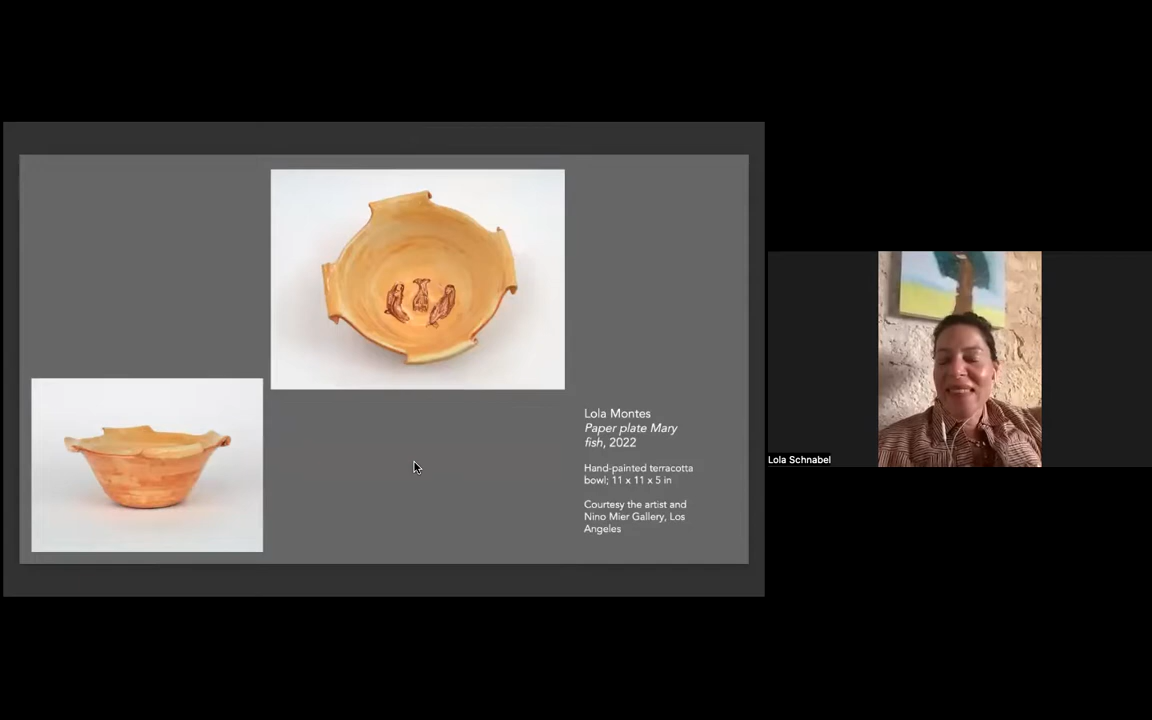 Lola Montes
Paper plate Mary
fish, 2022
Hand-painted terracotta
bowl; 11 x 11 x 5 in
Courtesy the artist and
Nino Mier Gallery, Los
Angeles
Lola Schnabel